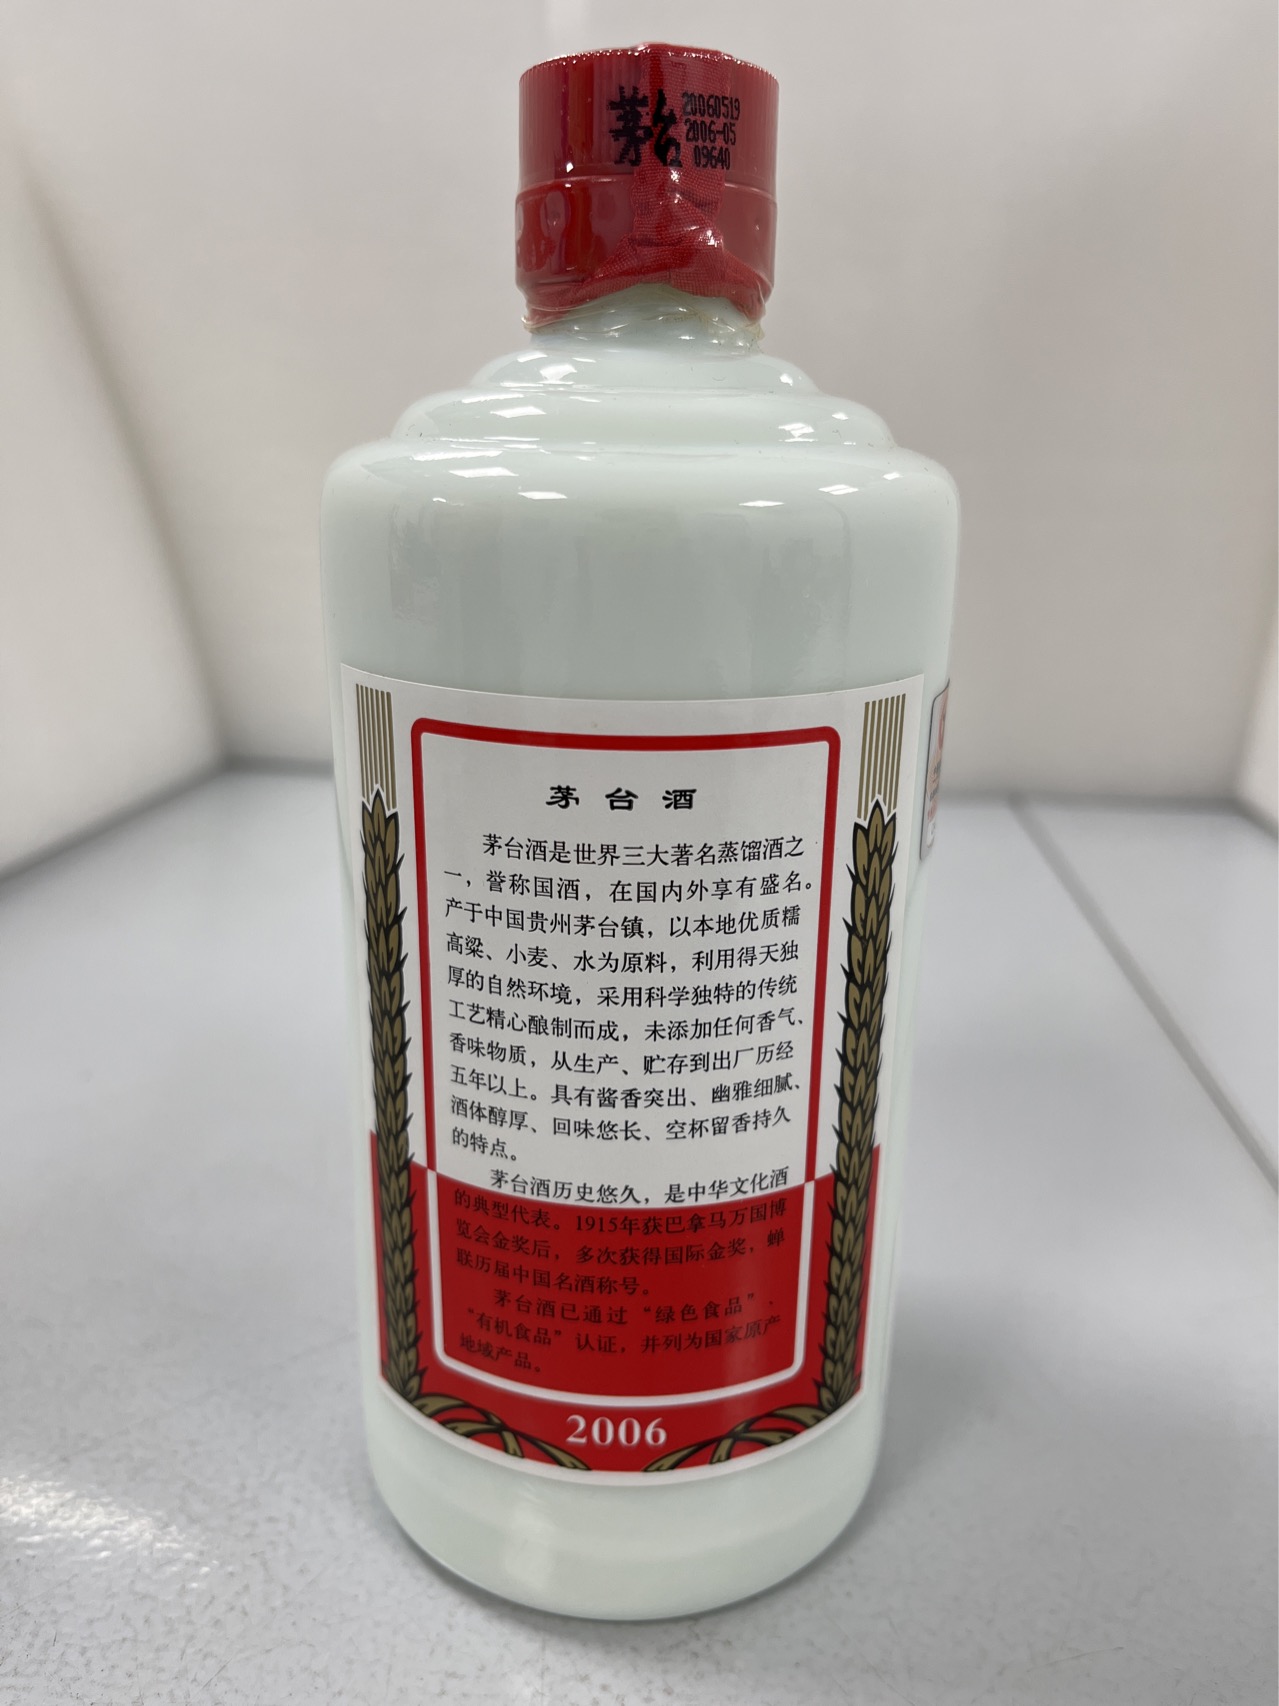 茅台
20060519
2006-05
09640
茅台酒
茅台酒是世界三大著名蒸馏酒之
一，誉称国酒，在国内外享有盛名。
产于中国贵州茅台镇，以本地优质糯
高粱、小麦、水为原料，利用得天独
厚的自然环境，采用科学独特的传统
工艺精心酿制而成，未添加任何香气、
香味物质，从生产、贮存到出厂历经
五年以上。具有酱香突出、幽雅细腻、
酒体醇厚、回味悠长、空杯留香持久
的特点。
茅台酒历史悠久，是中华文化酒
的典型代表。1915年获巴拿马万国博
览会金奖后，多次获得国际金奖，蝉
联历届中国名酒称号。
茅台酒已通过“绿色食品”、
“有机食品”认证，并列为国家原产
地域产品。
2006